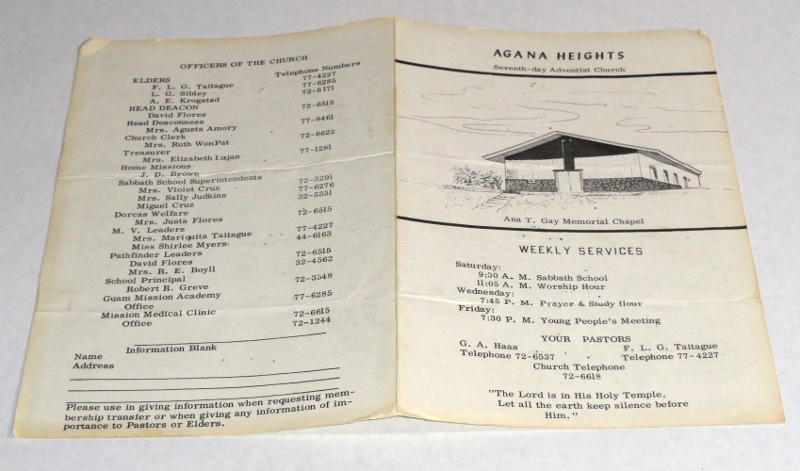 OFFICERS OF THE CHURCH
Telephone Numbers
ELDERS 77-4227
F. L. G. Taitague 77-6285
L. G. Sibley 72-6171
A. E. Krogstad
HEAD DEACON 72-6515
David Flores
Head Deaconness 77-8461
Mrs. Agusta Amory
Church Clerk 72-6622
Mrs. Ruth WonPat
Treasurer 77-1281
Mrs. Elizabeth Lujan
Home Missions
J. D. Brown
Sabbath School Superintendents 72-3291
Mrs. Violet Cruz 77-6276
Mrs. Sally Judkins 32-5331
Miguel Cruz
Dorcas Welfare 72-6515
Mrs. Justa Flores
M. V. Leaders 77-4227
Mrs. Mariquita Taitague 44-6163
Miss Shirlee Myers
Pathfinder Leaders 72-6515
David Flores 32-4562
Mrs. R. E. Boyll
School Principal 72-3548
Robert R. Greve
Guam Mission Academy
Office 77-6285
Mission Medical Clinic 72-6615
Office 72-1244
Information Blank
Name
Address
Please use in giving information when requesting mem-
bership transfer or when giving any information of im-
portance to Pastors or Elders.
AGANA HEIGHTS
Seventh-day Adventist Church
Ana T. Gay Memorial Chapel
WEEKLY SERVICES
Saturday:
9:30 A. M. Sabbath School
11:05 A. M. Worship Hour
Wednesday:
7:45 P. M. Prayer & Study Hour
Friday:
7:30 P. M. Young People's Meeting
YOUR PASTORS
G. A. Haas F. L. G. Taitague
Telephone 72-6537 Telephone 77-4227
Church Telephone
72-6618
"The Lord is in His Holy Temple,
Let all the earth keep silence before
Him."